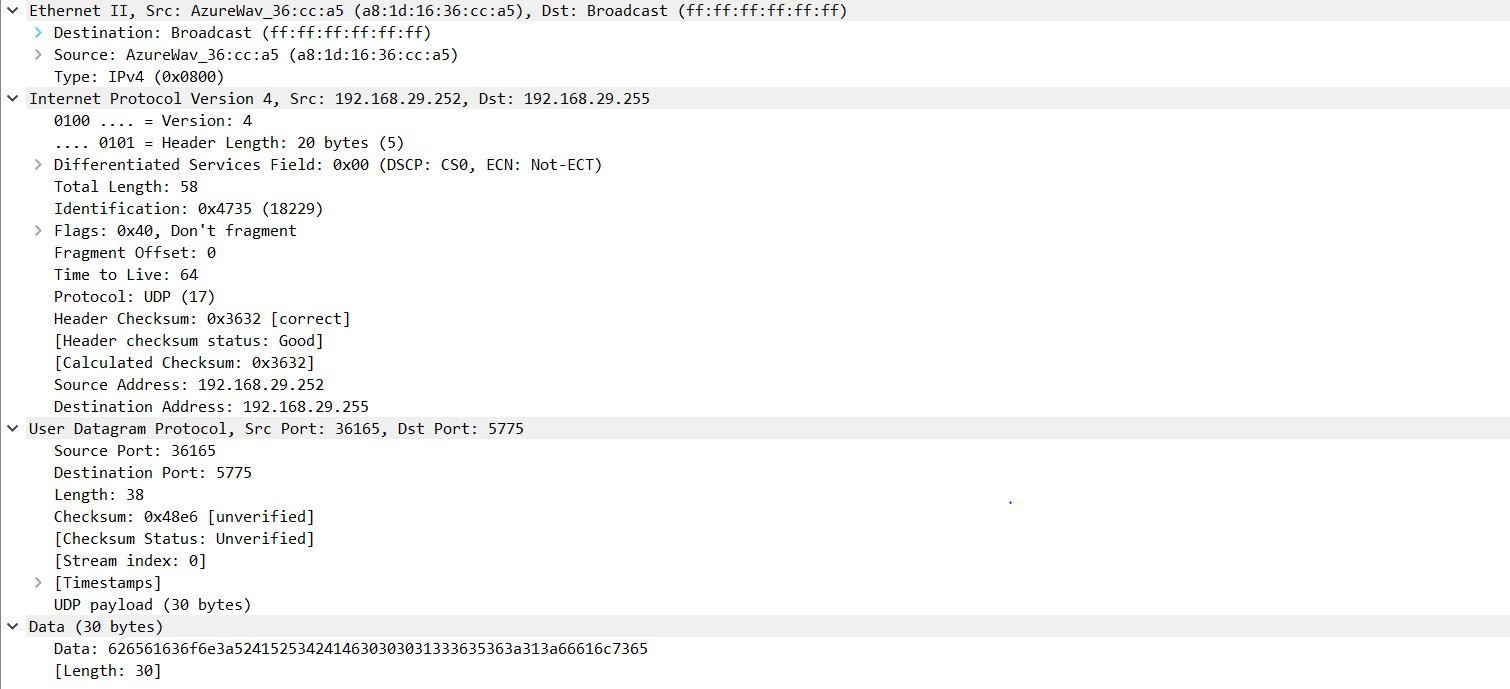 Ethernet II, Src: AzureWav_36:cc:a5 (a8:1d:16:36:cc:a5), Dst: Broadcast (ff:ff:ff:ff:ff:ff)
Destination: Broadcast (ff:ff:ff:ff:ff:ff)
Source: AzureWav_36:cc:a5 (a8:1d:16:36:cc:a5)
Type: IPv4 (0x0800)
Internet Protocol Version 4, Src: 192.168.29.252, Dst: 192.168.29.255
0100 .... = Version: 4
.... 0101 = Header Length: 20 bytes (5)
Differentiated Services Field: 0x00 (DSCP: CS0, ECN: Not-ECT)
Total Length: 58
Identification: 0x4735 (18229)
Flags: 0x40, Don't fragment
Fragment Offset: 0
Time to Live: 64
Protocol: UDP (17)
Header Checksum: 0x3632 [correct]
[Header checksum status: Good]
[Calculated Checksum: 0x3632]
Source Address: 192.168.29.252
Destination Address: 192.168.29.255
User Datagram Protocol, Src Port: 36165, Dst Port: 5775
Source Port: 36165
Destination Port: 5775
Length: 38
Checksum: 0x48e6 [unverified]
[Checksum Status: Unverified]
[Stream index: 0]
[Timestamps]
UDP payload (30 bytes)
Data (30 bytes)
Data: 626561636f6e3a524152534241463030303133363536​3a313a66616c7365
[Length: 30]